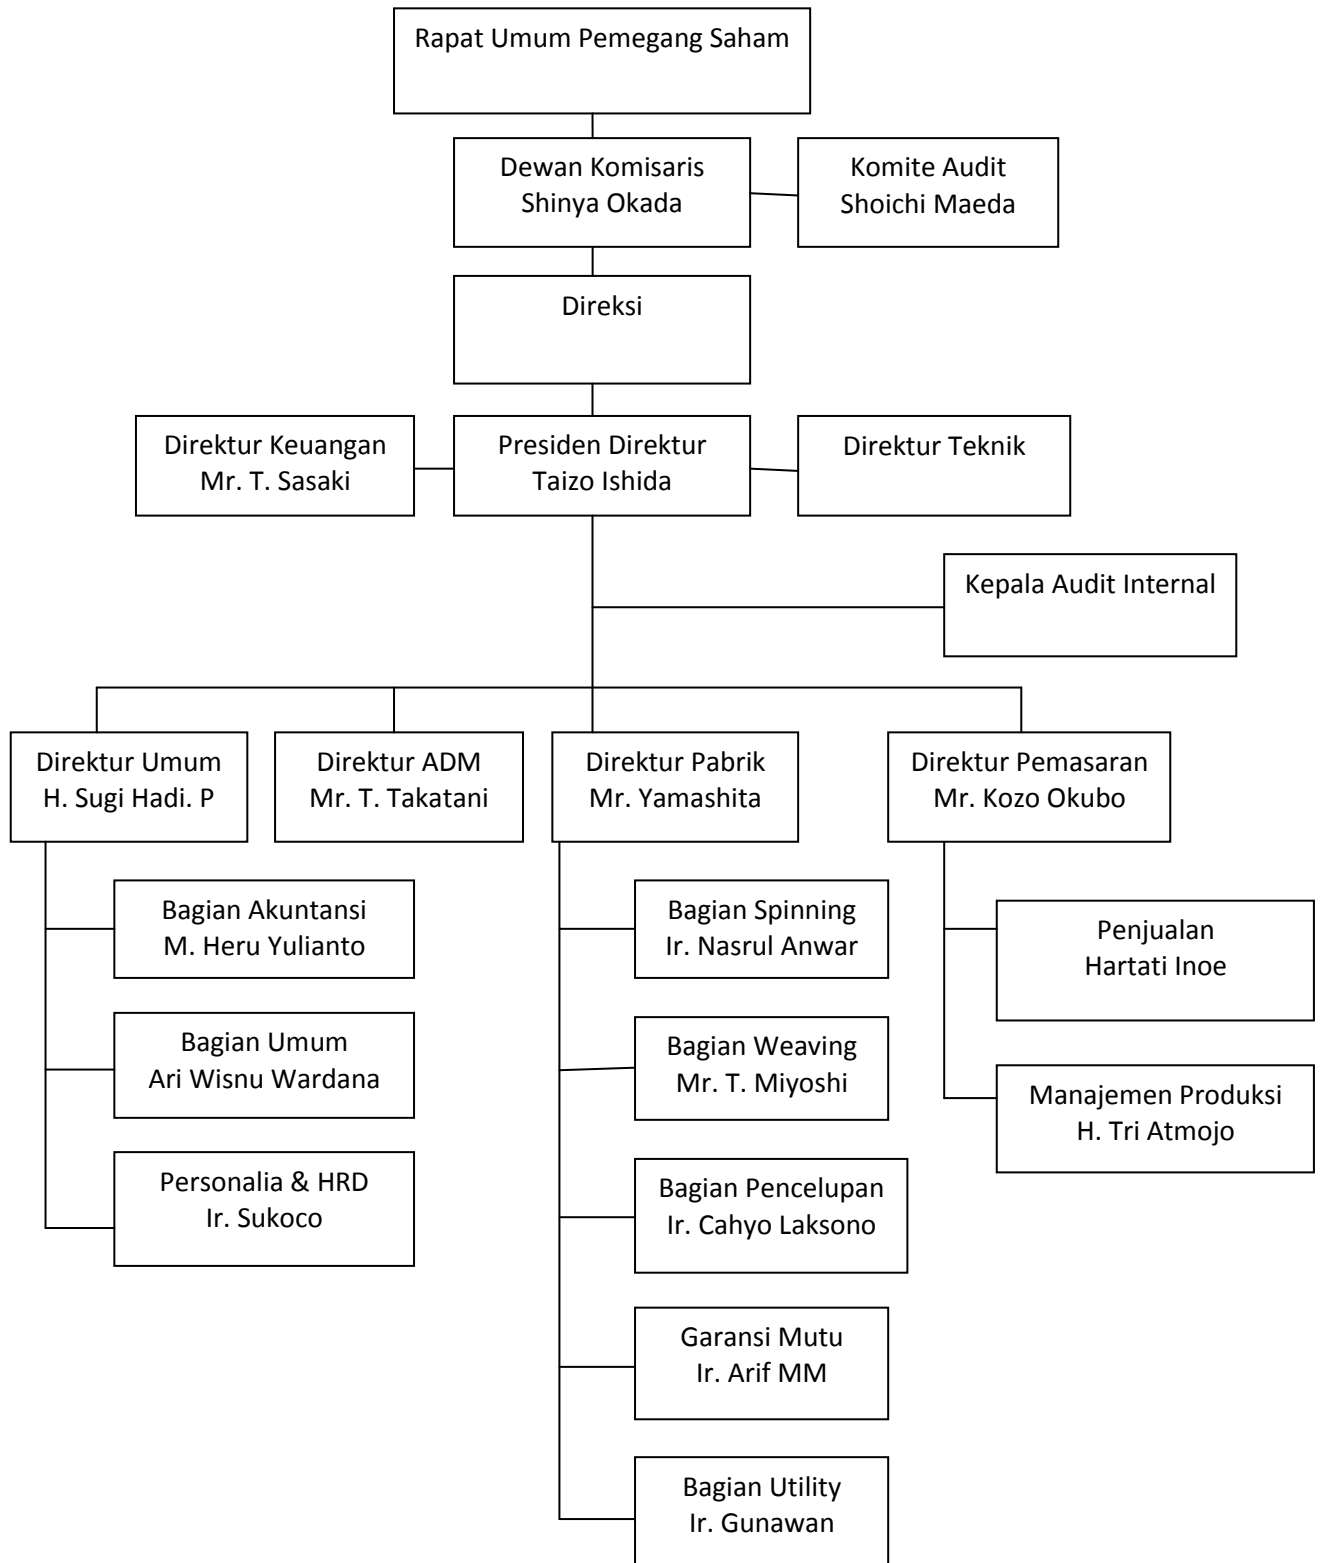 Rapat Umum Pemegang Saham
Dewan Komisaris
Shinya Okada
Komite Audit
Shoichi Maeda
Direksi
Direktur Keuangan
Mr. T. Sasaki
Presiden Direktur
Taizo Ishida
Direktur Teknik
Kepala Audit Internal
Direktur Umum
H. Sugi Hadi. P
Direktur ADM
Mr. T. Takatani
Direktur Pabrik
Mr. Yamashita
Direktur Pemasaran
Mr. Kozo Okubo
Bagian Akuntansi
M. Heru Yulianto
Bagian Umum
Ari Wisnu Wardana
Personalia & HRD
Ir. Sukoco
Bagian Spinning
Ir. Nasrul Anwar
Bagian Weaving
Mr. T. Miyoshi
Bagian Pencelupan
Ir. Cahyo Laksono
Garansi Mutu
Ir. Arif MM
Bagian Utility
Ir. Gunawan
Penjualan
Hartati Inoe
Manajemen Produksi
H. Tri Atmojo